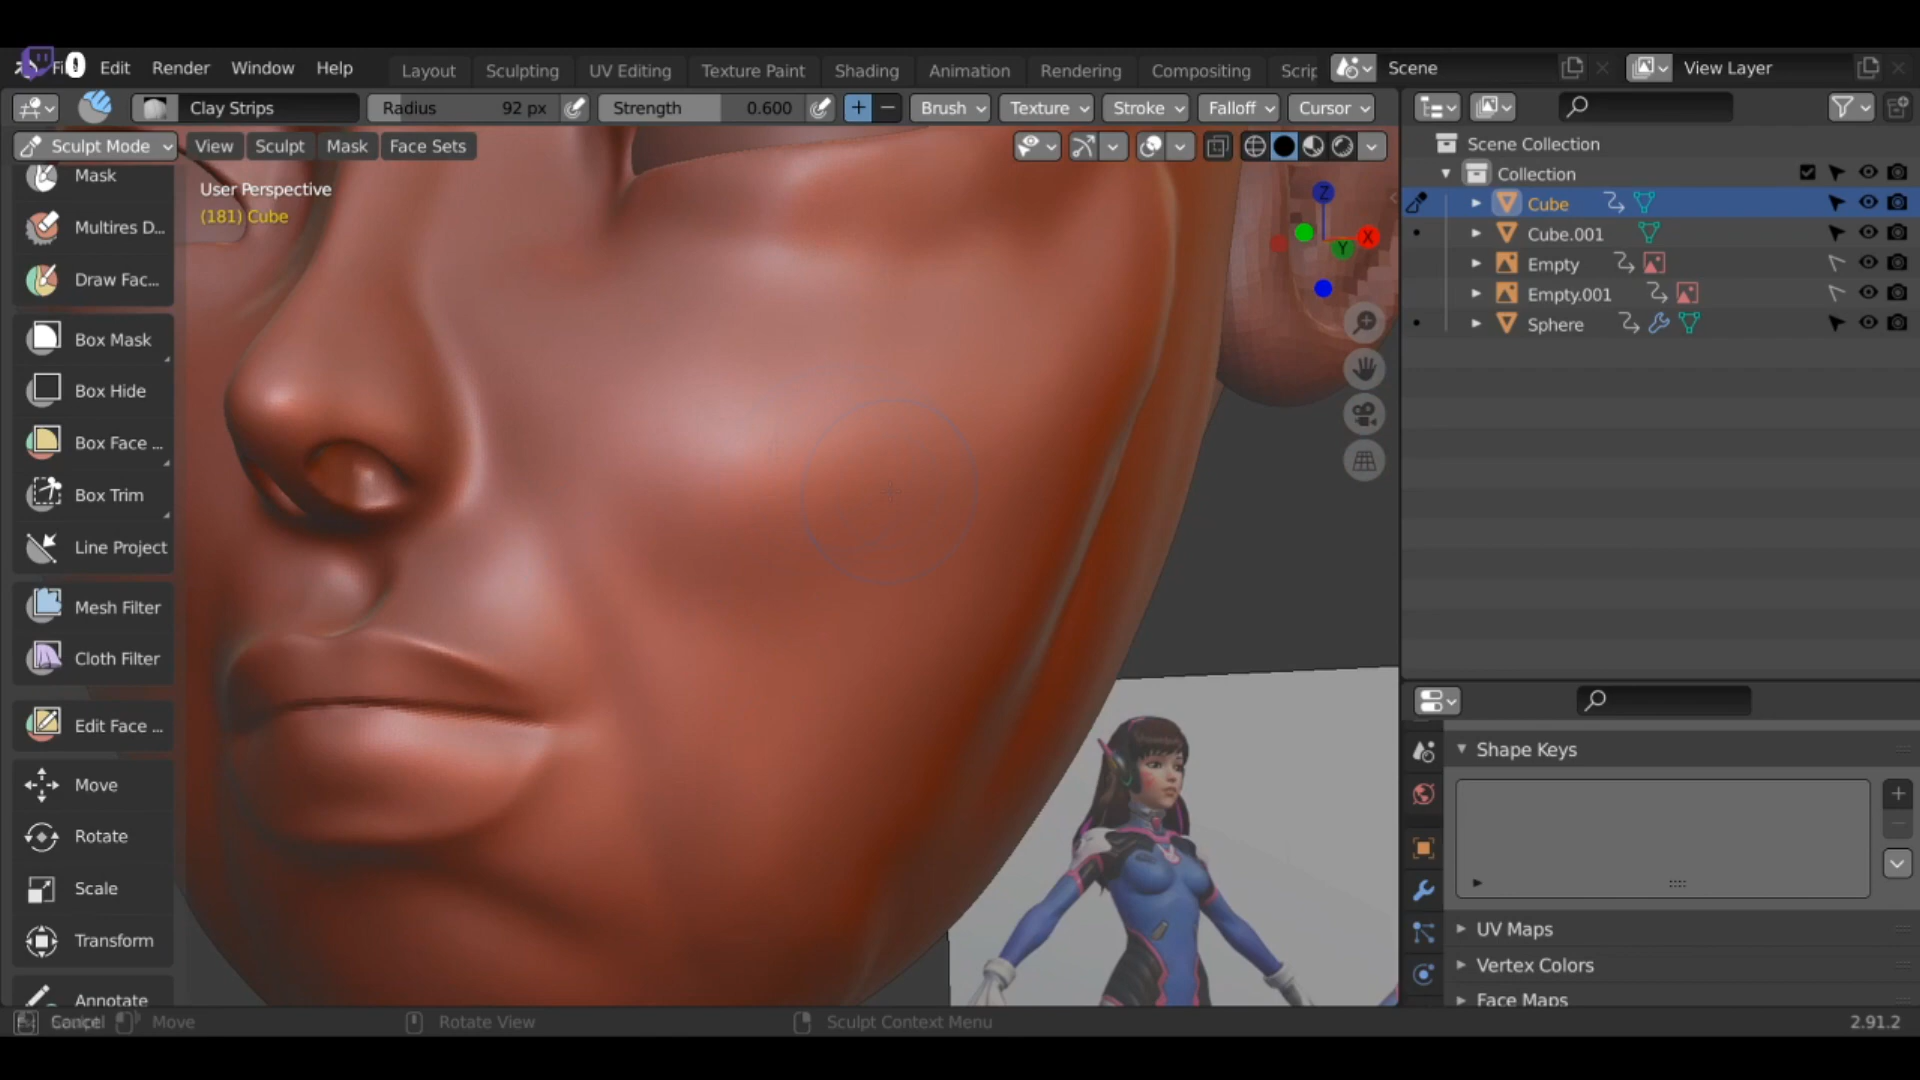 Edit Render Window Help Layout Sculpting UV Editing Texture Paint Shading Animation Rendering Compositing Scrip Scene View Layer
Clay Strips Radius 92 px Strength 0.600 Brush Texture Stroke Falloff Cursor
Sculpt Mode View Sculpt Mask Face Sets
Scene Collection
Collection
Cube
Cube.001
Empty
Empty.001
Sphere
User Perspective
(181) Cube
Z
X
Y
Mask
Multires D...
Draw Fac...
Box Mask
Box Hide
Box Face ...
Box Trim
Line Project
Mesh Filter
Cloth Filter
Edit Face ...
Move
Rotate
Scale
Transform
Annotate
Shape Keys
UV Maps
Vertex Colors
Face Maps
Cancel Move Rotate View Sculpt Context Menu 2.91.2